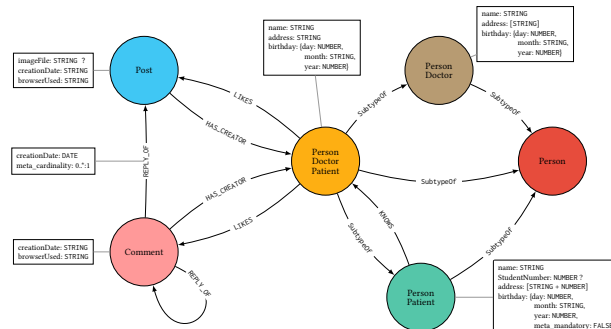 name: STRING
address: STRING
birthday: {day: NUMBER,
month: STRING,
year: NUMBER}
name: STRING
address: [STRING]
birthday: {day: NUMBER,
month: STRING,
year: NUMBER}
imageFile: STRING ?
creationDate: STRING
browserUsed: STRING
Post
Person
Doctor
LIKES
SubtypeOf
SubtypeOf
HAS_CREATOR
creationDate: DATE
meta_cardinality: 0..*:1
REPLY_OF
Person
Doctor
Patient
Person
SubtypeOf
HAS_CREATOR
KNOWS
LIKES
SubtypeOf
SubtypeOf
creationDate: STRING
browserUsed: STRING
Comment
REPLY_OF
Person
Patient
name: STRING
StudentNumber: NUMBER ?
address: [STRING + NUMBER]
birthday: {day: NUMBER,
month: STRING,
year: NUMBER,
meta_mandatory: FALS